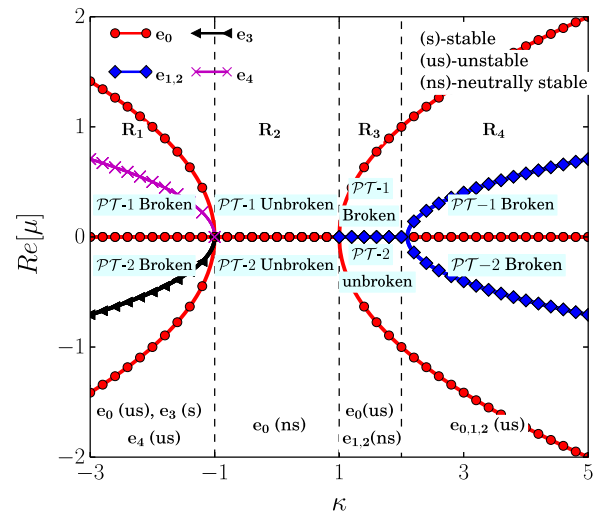 e₀ e₃
e₁,₂ e₄
(s)-stable
(us)-unstable
(ns)-neutrally stable
R₁ R₂ R₃ R₄
𝒫𝒯-1 Broken 𝒫𝒯-1 Unbroken 𝒫𝒯-1 Broken 𝒫𝒯−1 Broken
𝒫𝒯-2 Broken 𝒫𝒯-2 Unbroken 𝒫𝒯-2 unbroken 𝒫𝒯−2 Broken
e₀ (us), e₃ (s)
e₄ (us)
e₀ (ns)
e₀(us)
e₁,₂(ns)
e₀,₁,₂ (us)
Re[μ]
2
1
0
−1
−2
−3 −1 1 3 5
κ